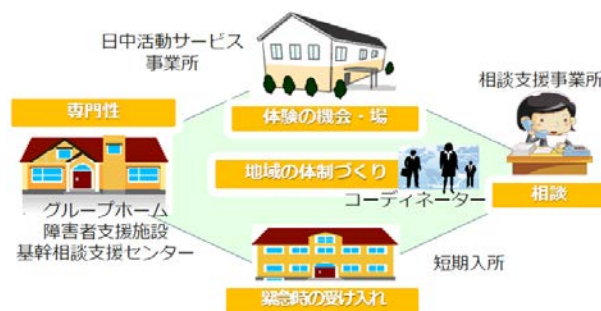 日中活動サービス
事業所
相談支援事業所
専門性
体験の機会・場
地域の体制づくり
コーディネーター
相談
グループホーム
障害者支援施設
基幹相談支援センター
短期入所
緊急時の受け入れ